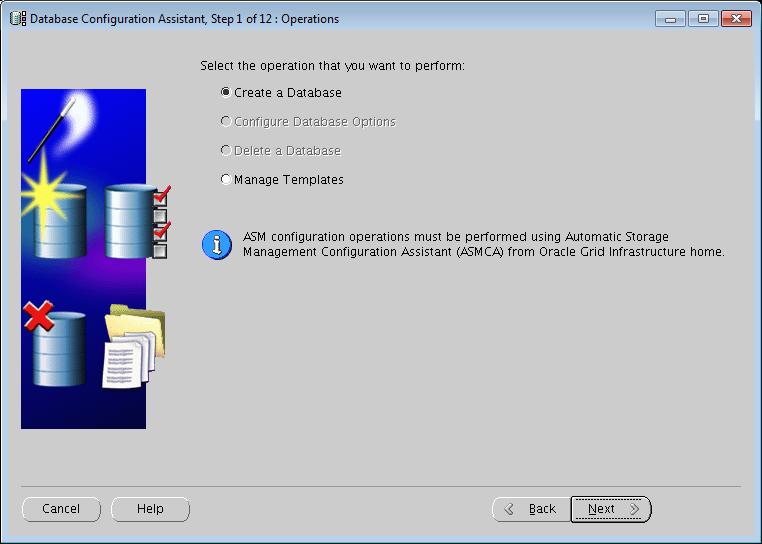 Database Configuration Assistant, Step 1 of 12 : Operations
Select the operation that you want to perform:
Create a Database
Configure Database Options
Delete a Database
Manage Templates
ASM configuration operations must be performed using Automatic Storage
Management Configuration Assistant (ASMCA) from Oracle Grid Infrastructure home.
Cancel
Help
Back
Next